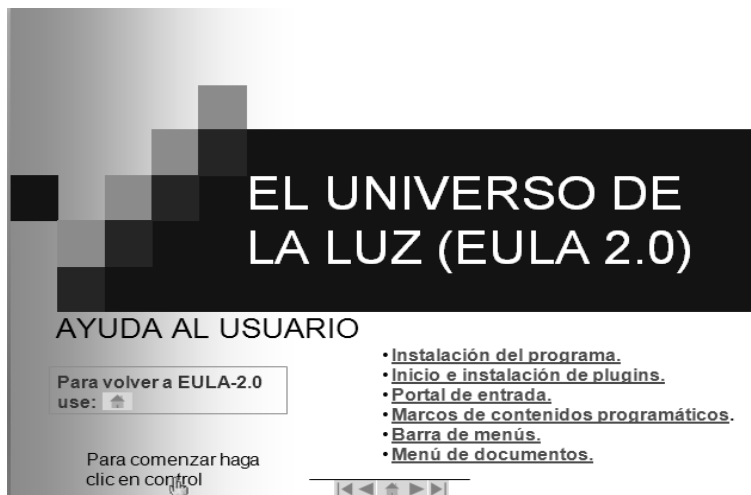 EL UNIVERSO DE
LA LUZ (EULA 2.0)
AYUDA AL USUARIO
Para volver a EULA-2.0
use:
Para comenzar haga
clic en control
•Instalación del programa.
•Inicio e instalación de plugins.
•Portal de entrada.
•Marcos de contenidos programáticos.
•Barra de menús.
•Menú de documentos.